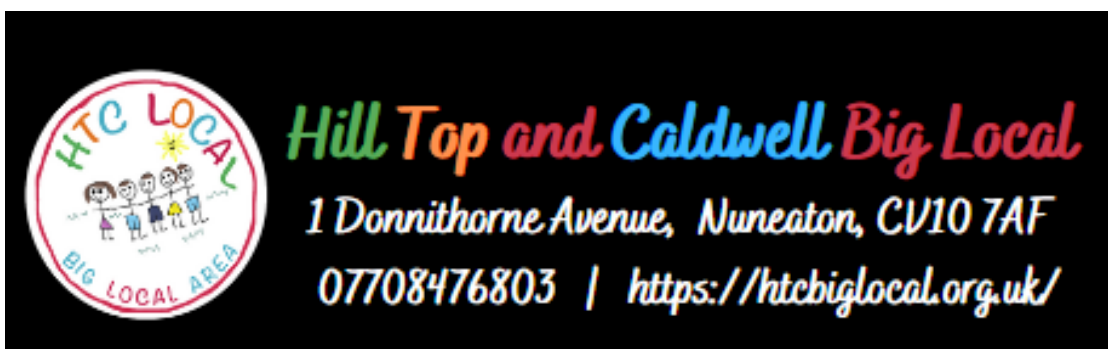 HTC LOCAL
BIG LOCAL AREA
Hill Top and Caldwell Big Local
1 Donnithorne Avenue, Nuneaton, CV10 7AF
07708476803 | https://htcbiglocal.org.uk/